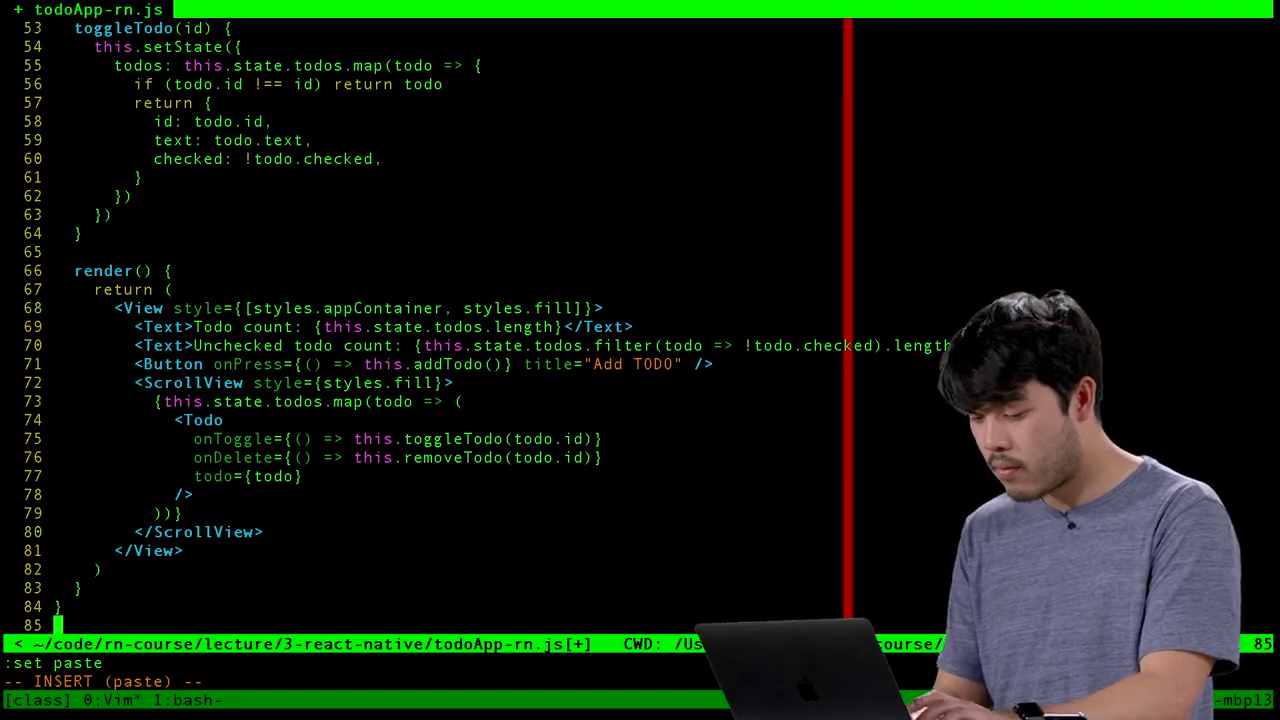 + todoApp-rn.js
53 toggleTodo(id) {
54 this.setState({
55 todos: this.state.todos.map(todo => {
56 if (todo.id !== id) return todo
57 return {
58 id: todo.id,
59 text: todo.text,
60 checked: !todo.checked,
61 }
62 })
63 })
64 }
65
66 render() {
67 return (
68 <View style={[styles.appContainer, styles.fill]}>
69 <Text>Todo count: {this.state.todos.length}</Text>
70 <Text>Unchecked todo count: {this.state.todos.filter(todo => !todo.checked).length
71 <Button onPress={() => this.addTodo()} title="Add TODO" />
72 <ScrollView style={styles.fill}>
73 {this.state.todos.map(todo => (
74 <Todo
75 onToggle={() => this.toggleTodo(todo.id)}
76 onDelete={() => this.removeTodo(todo.id)}
77 todo={todo}
78 />
79 ))}
80 </ScrollView>
81 </View>
82 )
83 }
84 }
85
< ~/code/rn-course/lecture/3-react-native/todoApp-rn.js[+] CWD: course/ 85
:set paste
-- INSERT (paste) --
[class] 0:Vim* 1:bash- -mbp13